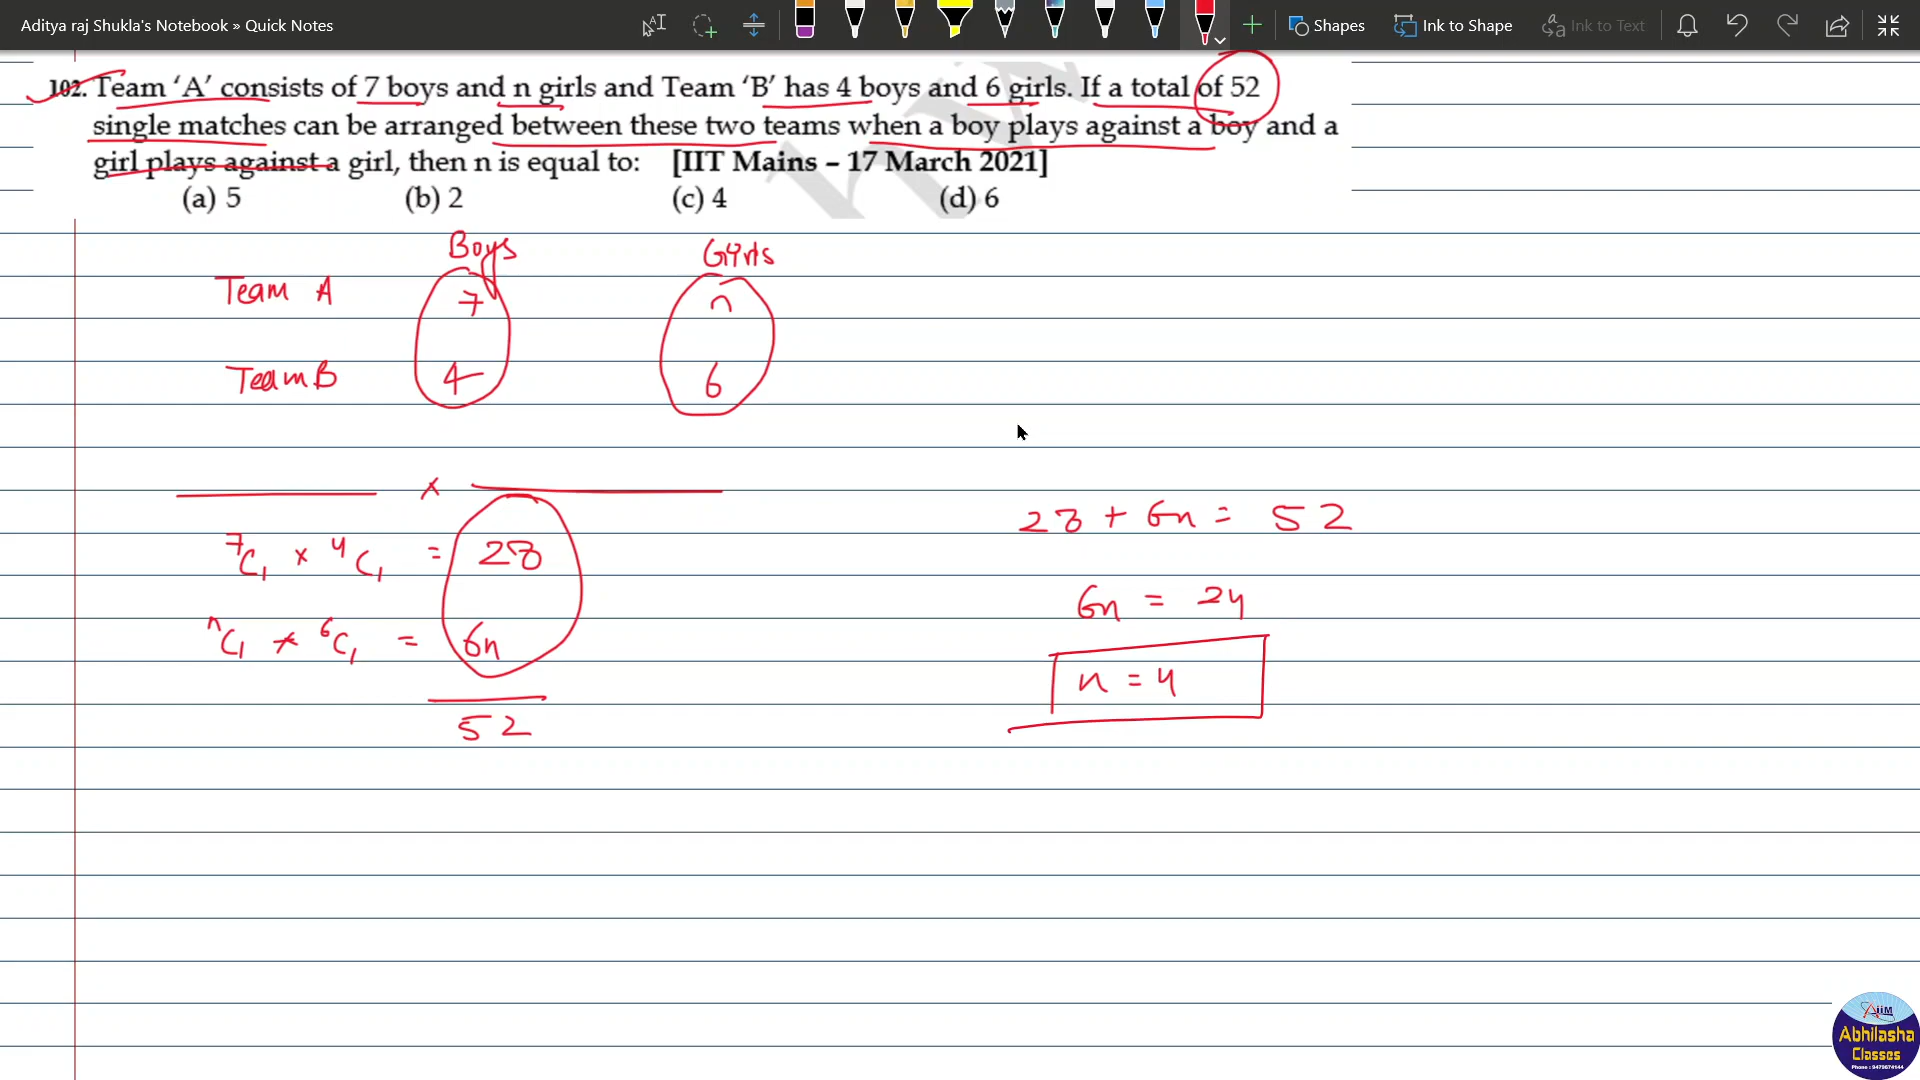 Aditya raj Shukla's Notebook » Quick Notes
Shapes
Ink to Shape
Ink to Text
102. Team 'A' consists of 7 boys and n girls and Team 'B' has 4 boys and 6 girls. If a total of 52
single matches can be arranged between these two teams when a boy plays against a boy and a
girl plays against a girl, then n is equal to: [IIT Mains – 17 March 2021]
(a) 5 (b) 2 (c) 4 (d) 6
Boys Girls
Team A 7 n
Team B 4 6
×
⁷C₁ × ⁴C₁ = 28
ⁿC₁ × ⁶C₁ = 6n
52
28 + 6n = 52
6n = 24
n = 4
AiiM
Abhilasha
Classes
Phone : 9479874144